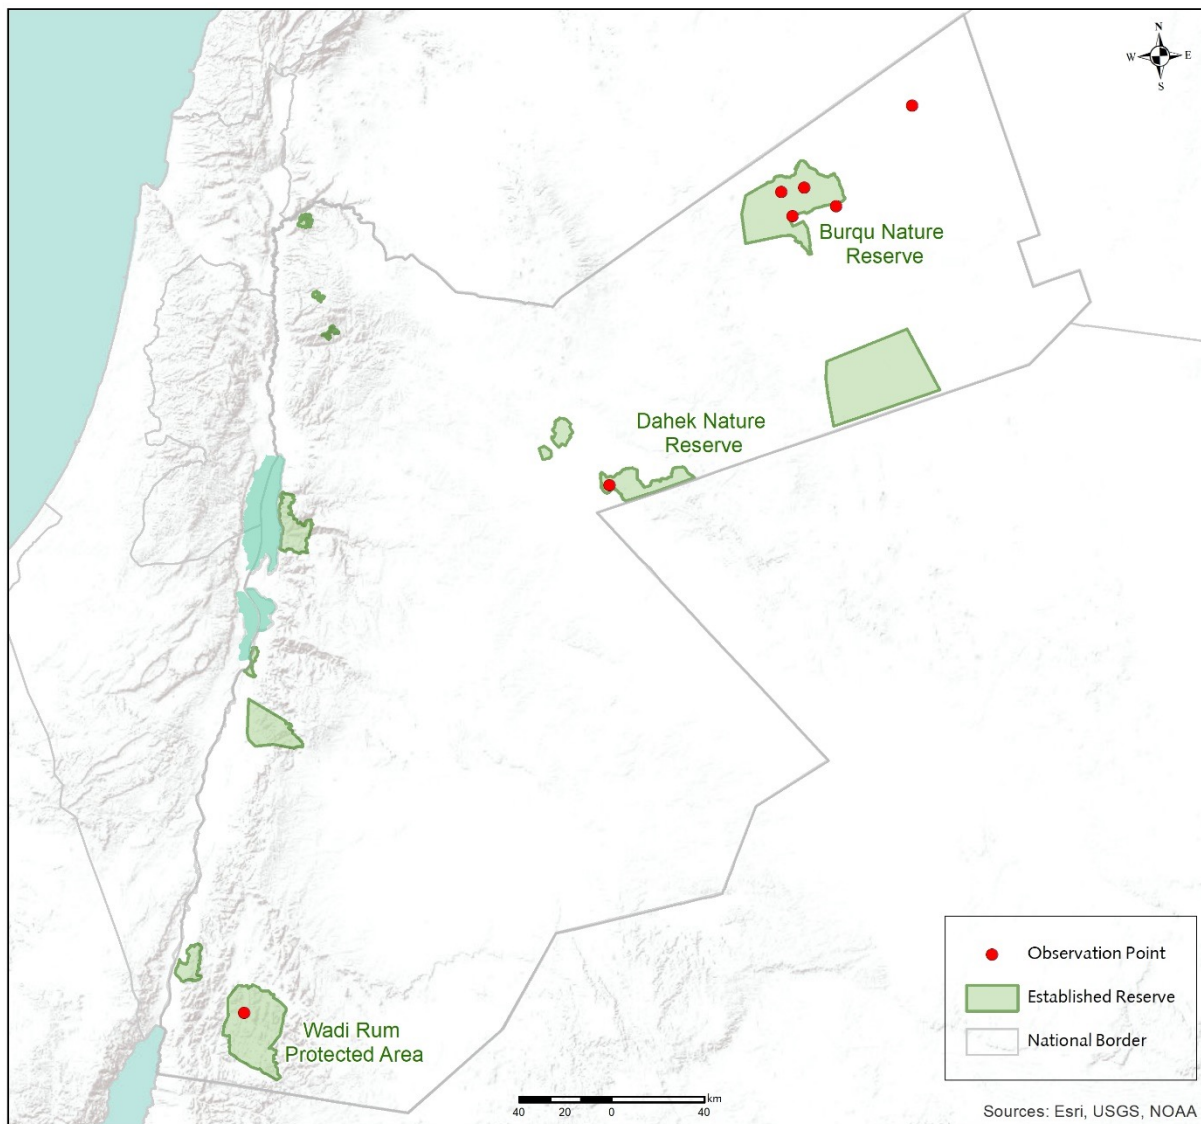 N
W E
S
Burqu Nature
Reserve
Dahek Nature
Reserve
Wadi Rum
Protected Area
Observation Point
Established Reserve
National Border
km
40 20 0 40
Sources: Esri, USGS, NOAA